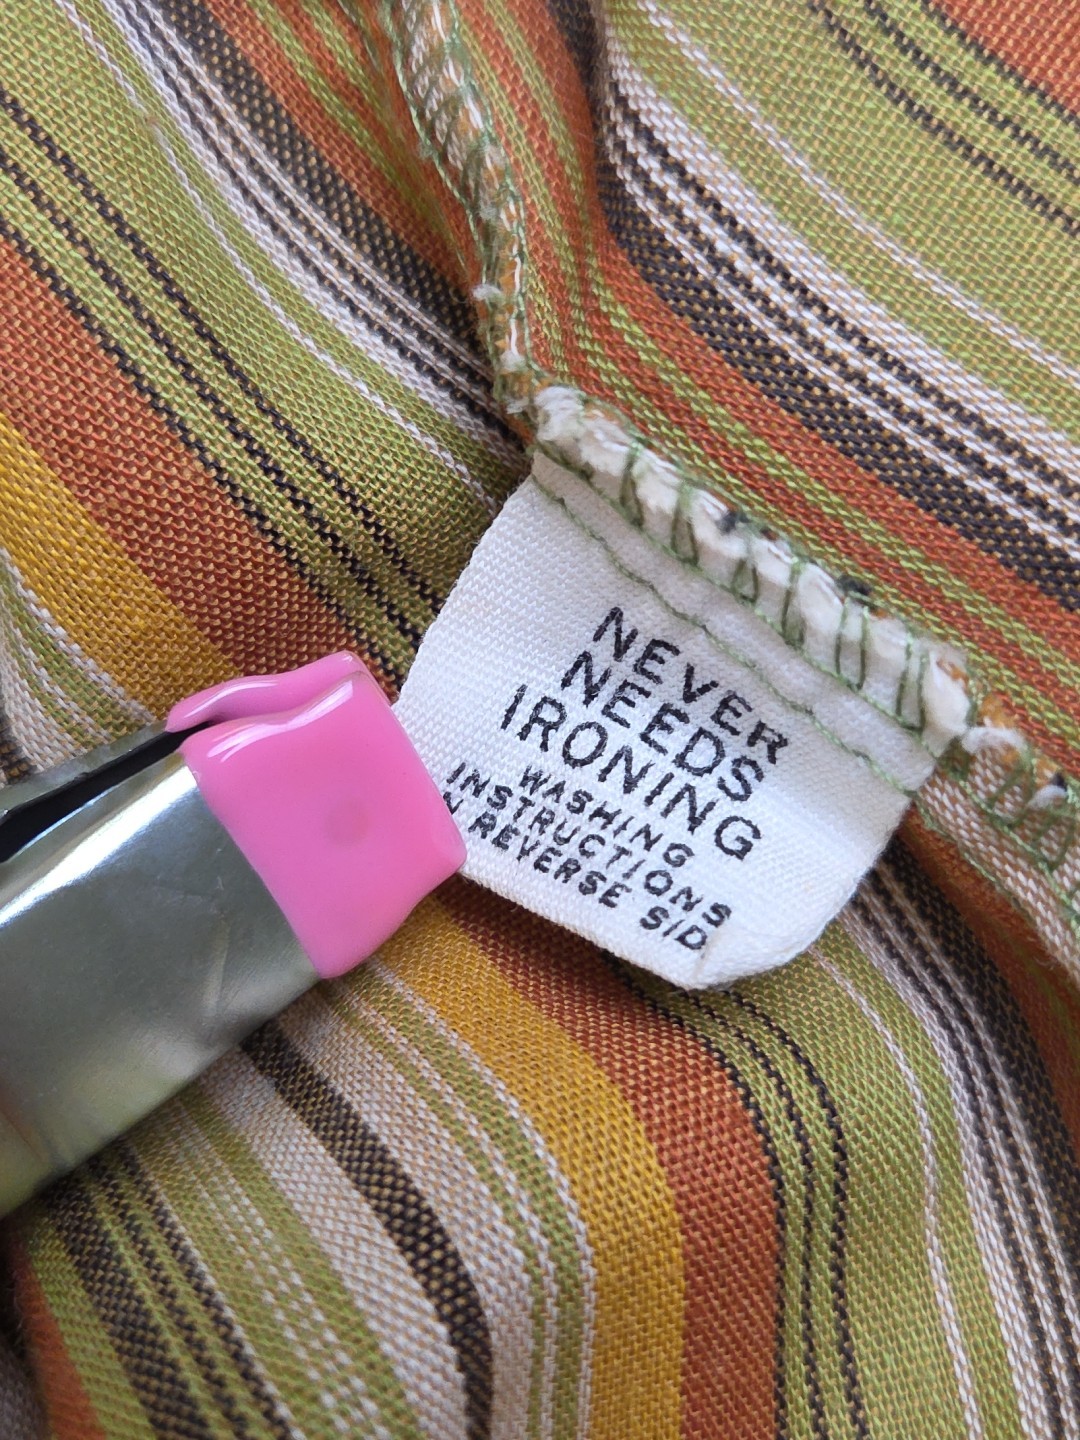 NEVER
NEEDS
IRONING
WASHING
INSTRUCTIONS
N REVERSE SID